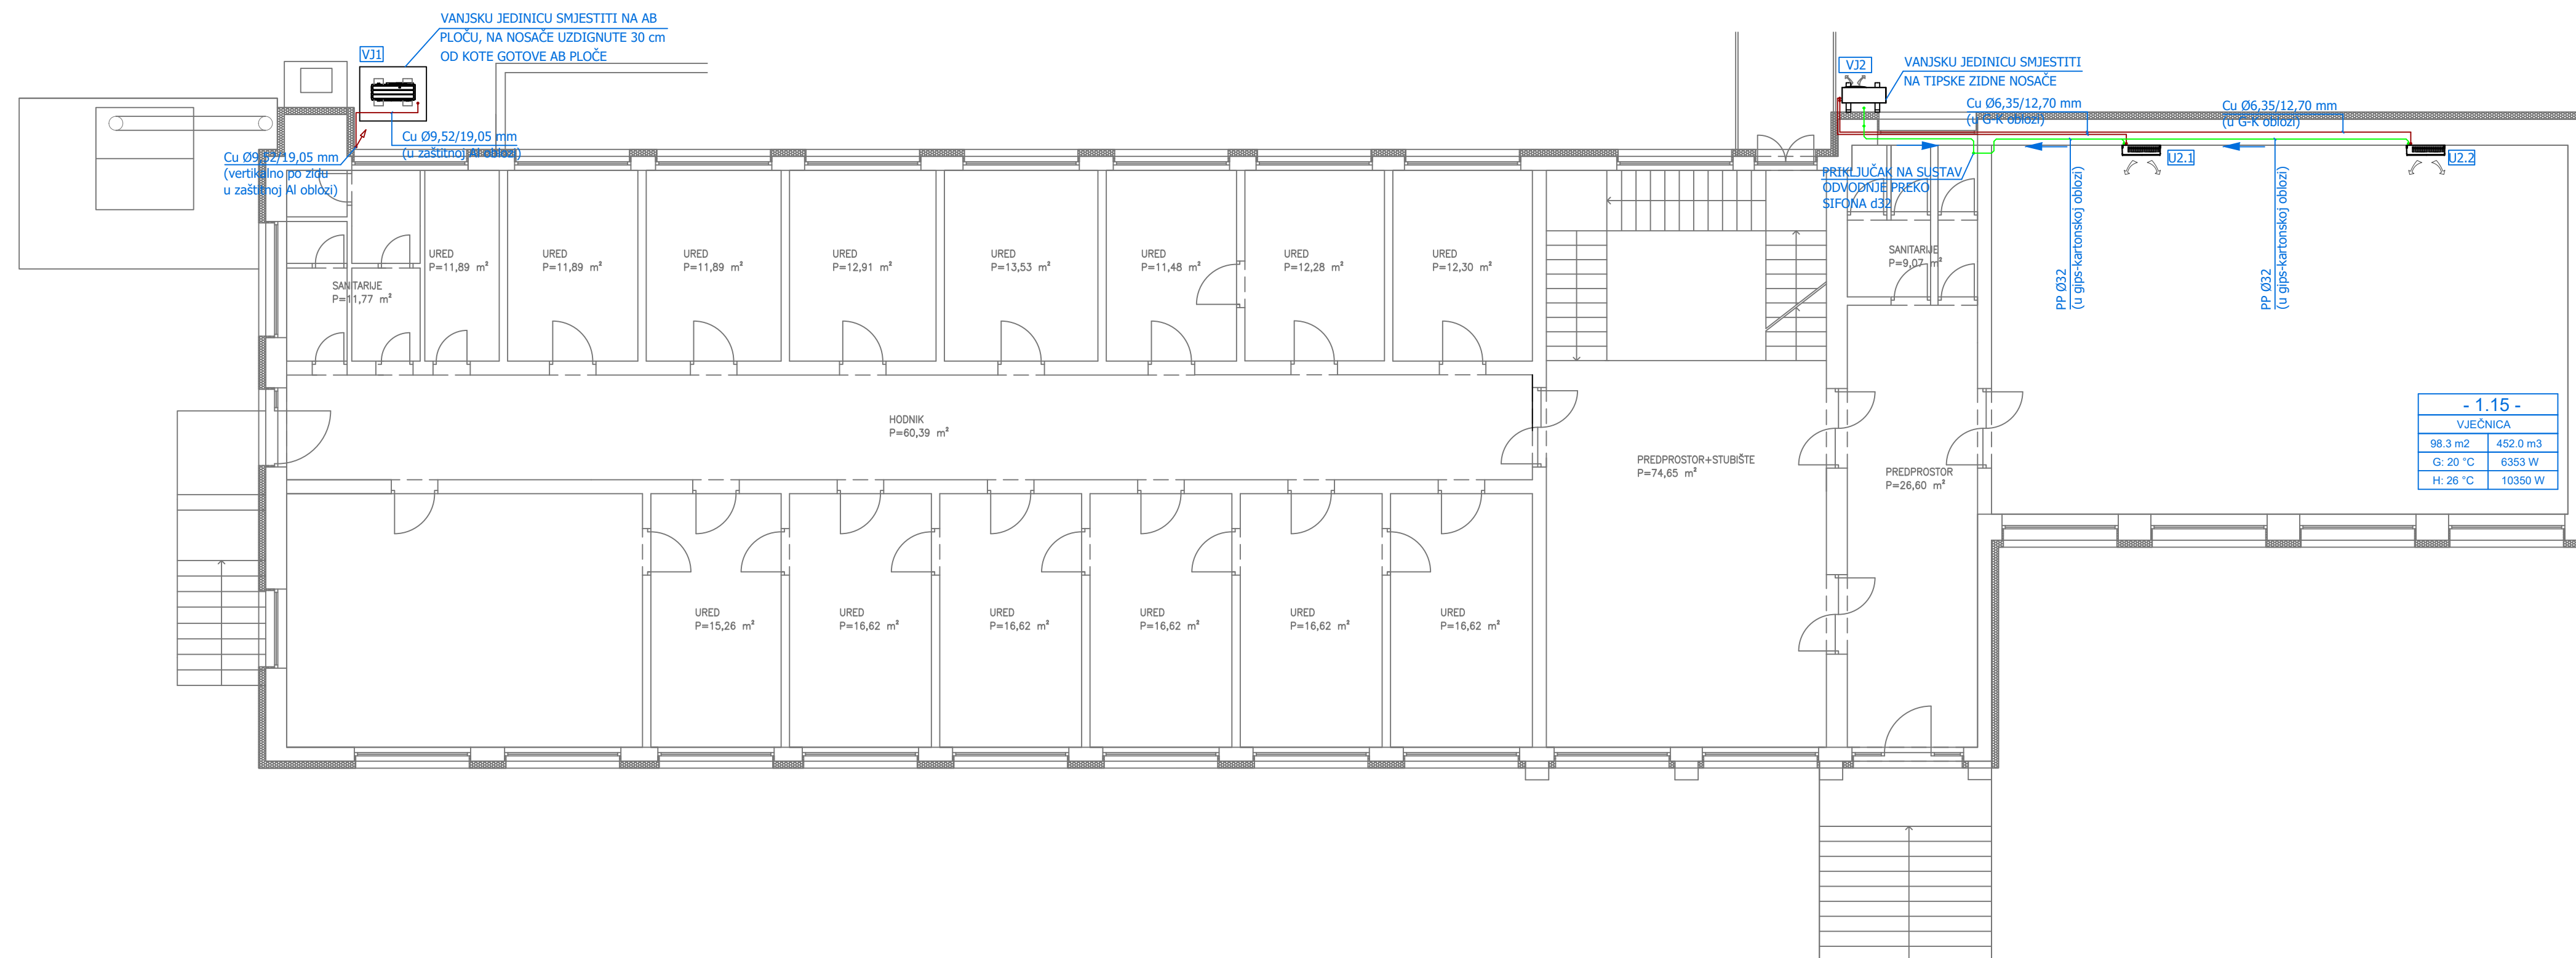 VANJSKU JEDINICU SMJESTITI NA AB
PLOČU, NA NOSAČE UZDIGNUTE 30 cm
OD KOTE GOTOVE AB PLOČE
VJ1
Cu Ø9,52/19,05 mm
(u zaštitnoj Al oblozi)
Cu Ø9,52/19,05 mm
(vertikalno po zidu
u zaštitnoj Al oblozi)
VJ2
VANJSKU JEDINICU SMJESTITI
NA TIPSKE ZIDNE NOSAČE
Cu Ø6,35/12,70 mm
(u G-K oblozi)
Cu Ø6,35/12,70 mm
(u G-K oblozi)
U2.1
U2.2
PRIKLJUČAK NA SUSTAV
ODVODNJE PREKO
SIFONA d32
PP Ø32
(u gips-kartonskoj oblozi)
PP Ø32
(u gips-kartonskoj oblozi)
SANITARIJE
P=11,77 m²
URED
P=11,89 m²
URED
P=11,89 m²
URED
P=11,89 m²
URED
P=12,91 m²
URED
P=13,53 m²
URED
P=11,48 m²
URED
P=12,28 m²
URED
P=12,30 m²
SANITARIJE
P=9,07 m²
HODNIK
P=60,39 m²
PREDPROSTOR+STUBIŠTE
P=74,65 m²
PREDPROSTOR
P=26,60 m²
- 1.15 -
VJEČNICA
98.3 m2 452.0 m3
G: 20 °C 6353 W
H: 26 °C 10350 W
URED
P=15,26 m²
URED
P=16,62 m²
URED
P=16,62 m²
URED
P=16,62 m²
URED
P=16,62 m²
URED
P=16,62 m²